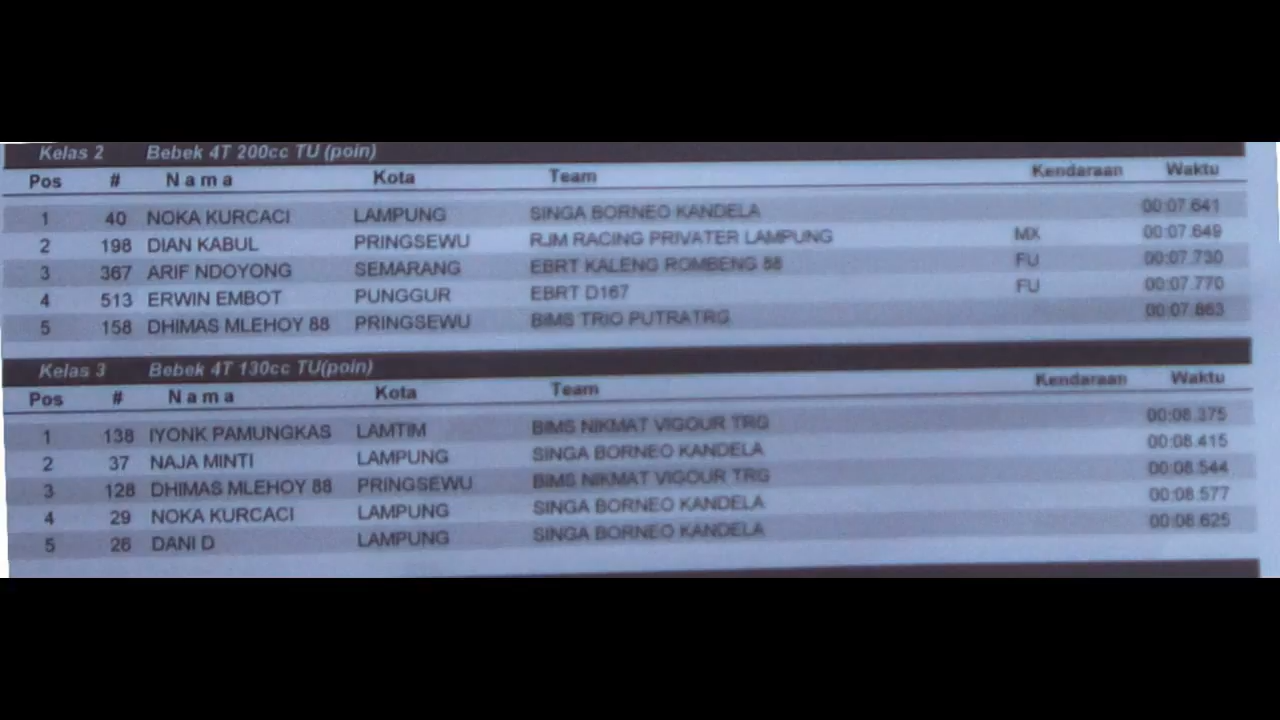 Kelas 2 Bebek 4T 200cc TU (poin)
Pos # Nama Kota Team Kendaraan Waktu
1 40 NOKA KURCACI LAMPUNG SINGA BORNEO KANDELA 00:07.641
2 198 DIAN KABUL PRINGSEWU RJM RACING PRIVATER LAMPUNG MX 00:07.649
3 367 ARIF NDOYONG SEMARANG EBRT KALENG ROMBENG 88 FU 00:07.730
4 513 ERWIN EMBOT PUNGGUR EBRT D167 FU 00:07.770
5 158 DHIMAS MLEHOY 88 PRINGSEWU BIMS TRIO PUTRATRG 00:07.863
Kelas 3 Bebek 4T 130cc TU(poin)
Pos # Nama Kota Team Kendaraan Waktu
1 138 IYONK PAMUNGKAS LAMTIM BIMS NIKMAT VIGOUR TRG 00:08.375
2 37 NAJA MINTI LAMPUNG SINGA BORNEO KANDELA 00:08.415
3 128 DHIMAS MLEHOY 88 PRINGSEWU BIMS NIKMAT VIGOUR TRG 00:08.544
4 29 NOKA KURCACI LAMPUNG SINGA BORNEO KANDELA 00:08.577
5 26 DANI D LAMPUNG SINGA BORNEO KANDELA 00:08.625